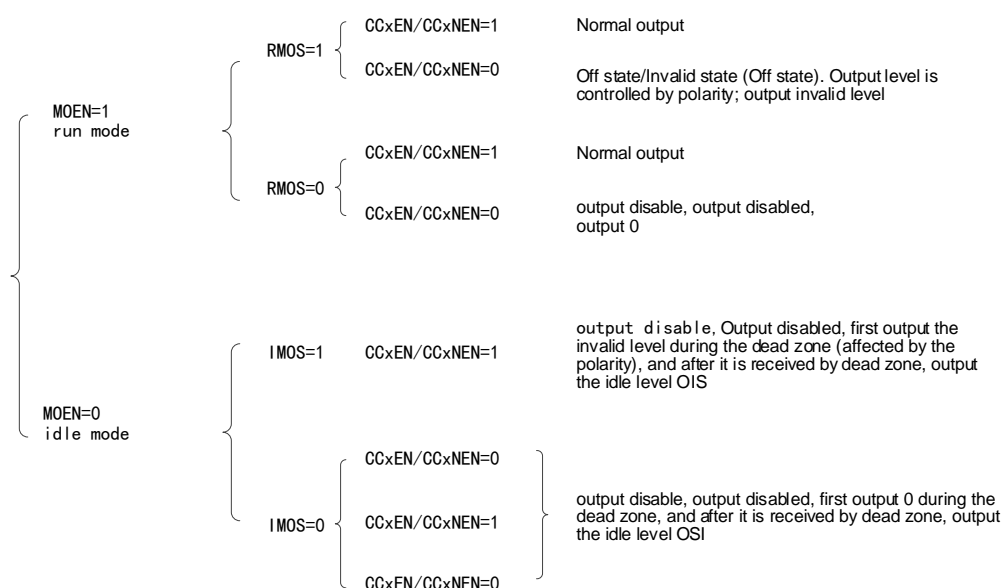 CCxEN/CCxNEN=1 Normal output
RMOS=1
CCxEN/CCxNEN=0 Off state/Invalid state (Off state). Output level is
controlled by polarity; output invalid level
MOEN=1
run mode
CCxEN/CCxNEN=1 Normal output
RMOS=0
CCxEN/CCxNEN=0 output disable, output disabled,
output 0
output disable, Output disabled, first output the
invalid level during the dead zone (affected by the
IMOS=1 CCxEN/CCxNEN=1 polarity), and after it is received by dead zone, output
the idle level OIS
MOEN=0
idle mode
CCxEN/CCxNEN=0
output disable, output disabled, first output 0 during the
IMOS=0 CCxEN/CCxNEN=1 dead zone, and after it is received by dead zone, output
the idle level OSI
CCxEN/CCxNEN=0